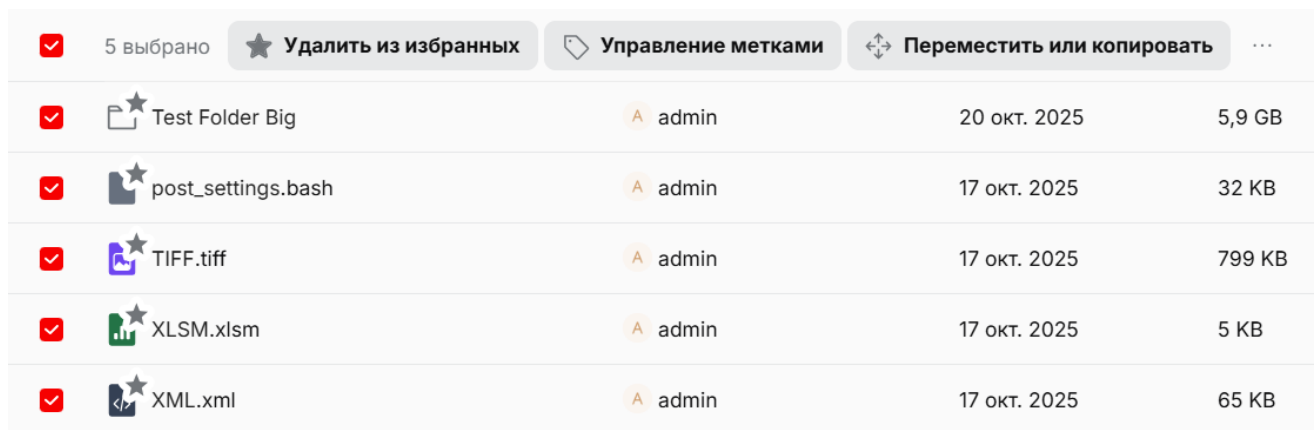 5 выбрано Удалить из избранных Управление метками Переместить или копировать ...
Test Folder Big A admin 20 окт. 2025 5,9 GB
post_settings.bash A admin 17 окт. 2025 32 KB
TIFF.tiff A admin 17 окт. 2025 799 KB
XLSM.xlsm A admin 17 окт. 2025 5 KB
XML.xml A admin 17 окт. 2025 65 KB